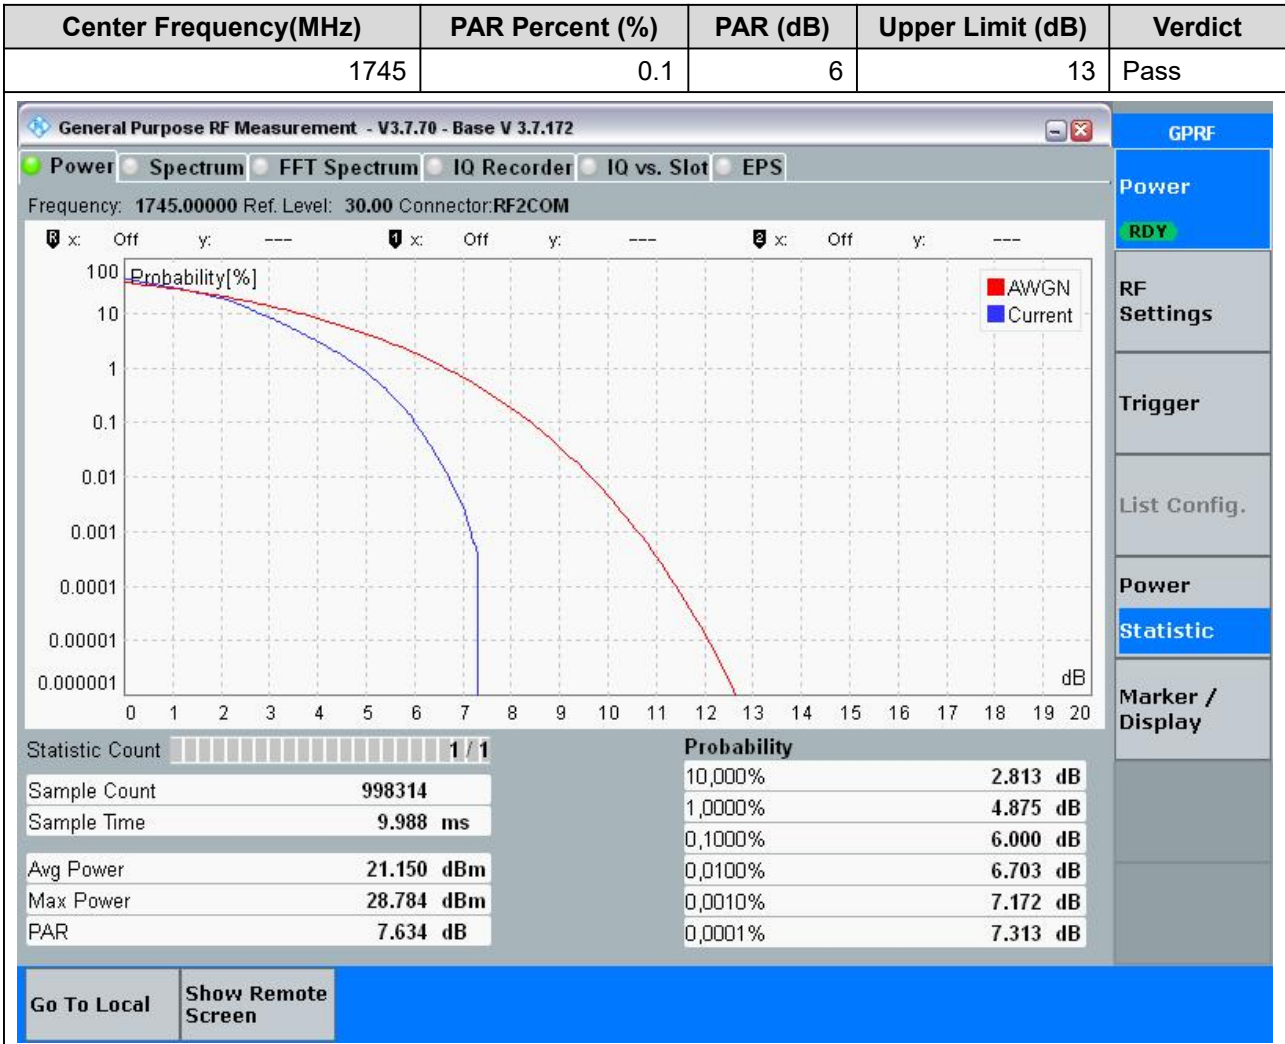 Center Frequency(MHz) PAR Percent (%) PAR (dB) Upper Limit (dB) Verdict
1745 0.1 6 13 Pass
General Purpose RF Measurement - V3.7.70 - Base V 3.7.172
GPRF
Power Spectrum FFT Spectrum IQ Recorder IQ vs. Slot EPS
Frequency: 1745.00000 Ref. Level: 30.00 Connector:RF2COM
R x: Off y: --- 1 x: Off y: --- 2 x: Off y: ---
Probability[%]
100
10
1
0.1
0.01
0.001
0.0001
0.00001
0.000001
AWGN
Current
dB
0 1 2 3 4 5 6 7 8 9 10 11 12 13 14 15 16 17 18 19 20
Statistic Count 1 / 1
Sample Count 998314
Sample Time 9.988 ms
Avg Power 21.150 dBm
Max Power 28.784 dBm
PAR 7.634 dB
Probability
10,000% 2.813 dB
1,0000% 4.875 dB
0,1000% 6.000 dB
0,0100% 6.703 dB
0,0010% 7.172 dB
0,0001% 7.313 dB
Power
RDY
RF
Settings
Trigger
List Config.
Power
Statistic
Marker /
Display
Go To Local
Show Remote
Screen